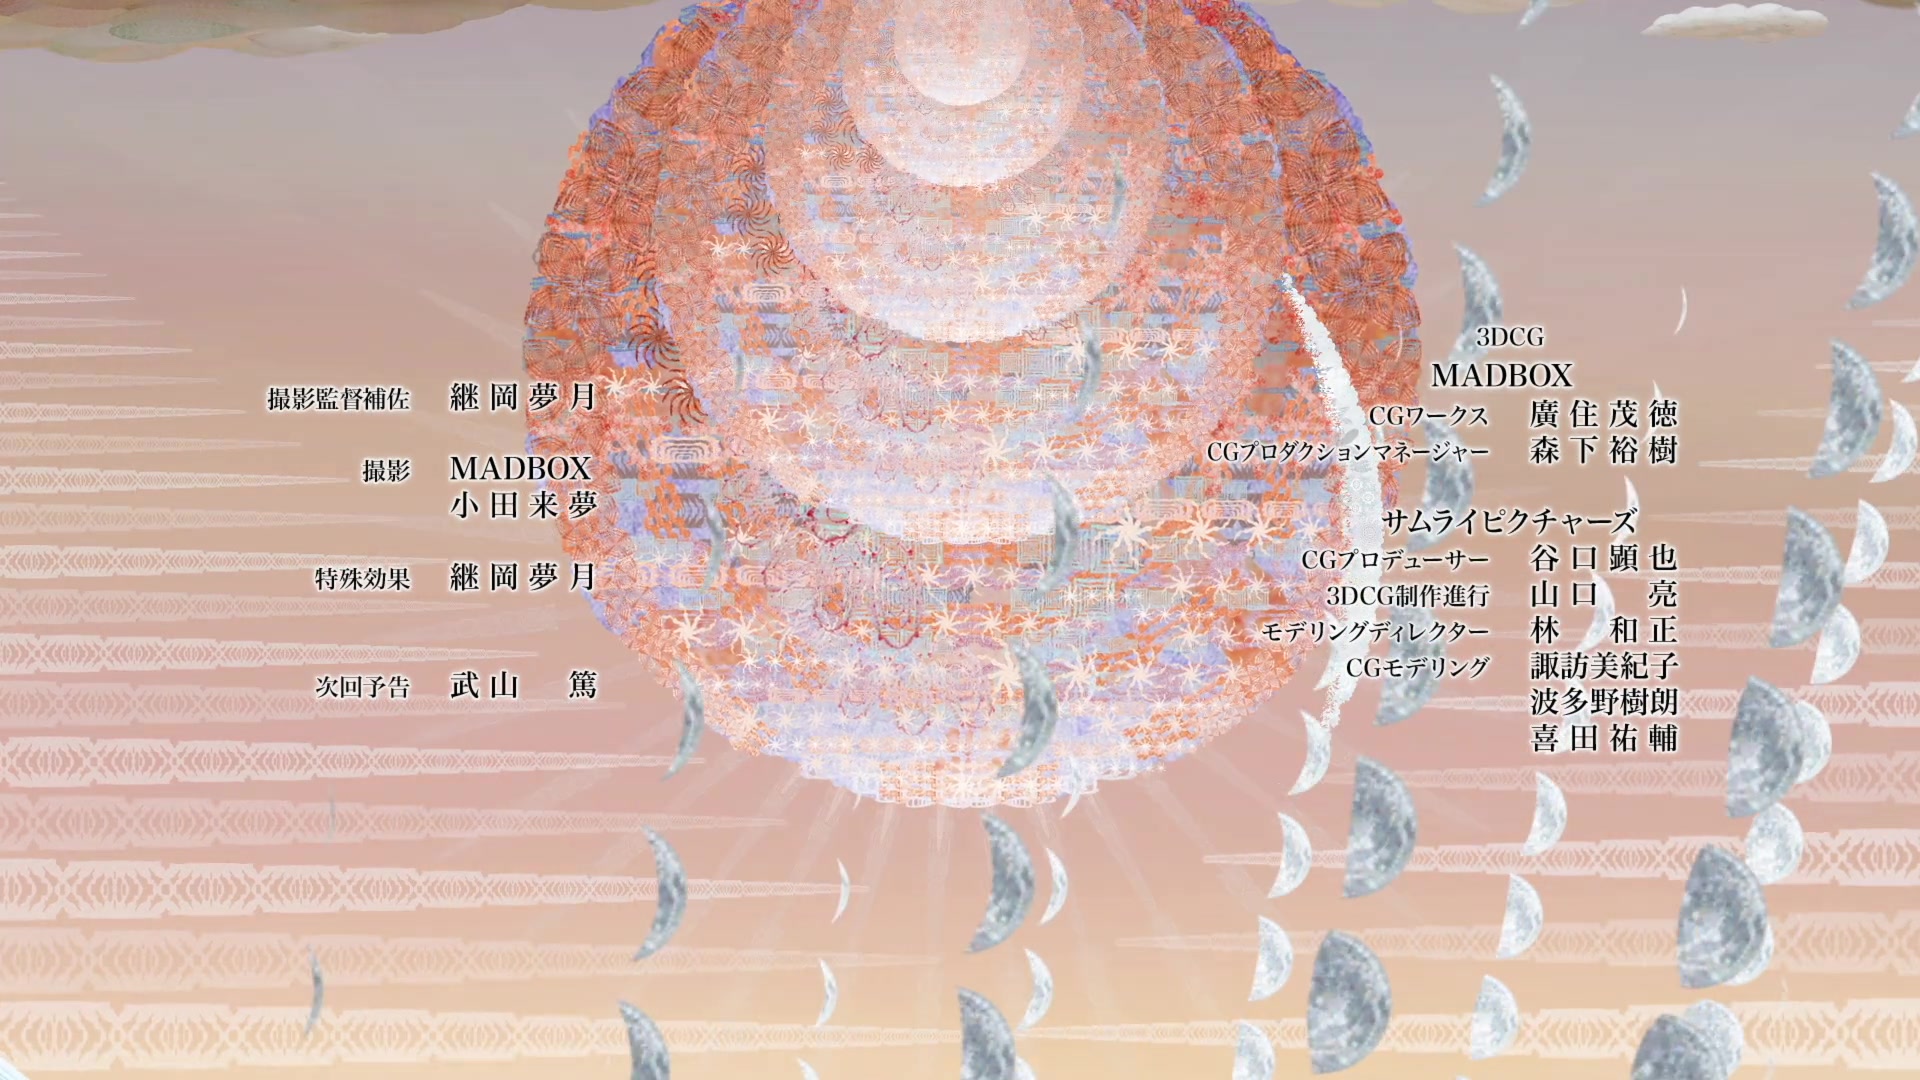 撮影監督補佐 継岡夢月
撮影 MADBOX
小田来夢
特殊効果 継岡夢月
次回予告 武山 篤
3DCG
MADBOX
CGワークス 廣住茂徳
CGプロダクションマネージャー 森下裕樹
サムライピクチャーズ
CGプロデューサー 谷口顕也
3DCG制作進行 山口 亮
モデリングディレクター 林 和正
CGモデリング 諏訪美紀子
波多野樹朗
喜田祐輔